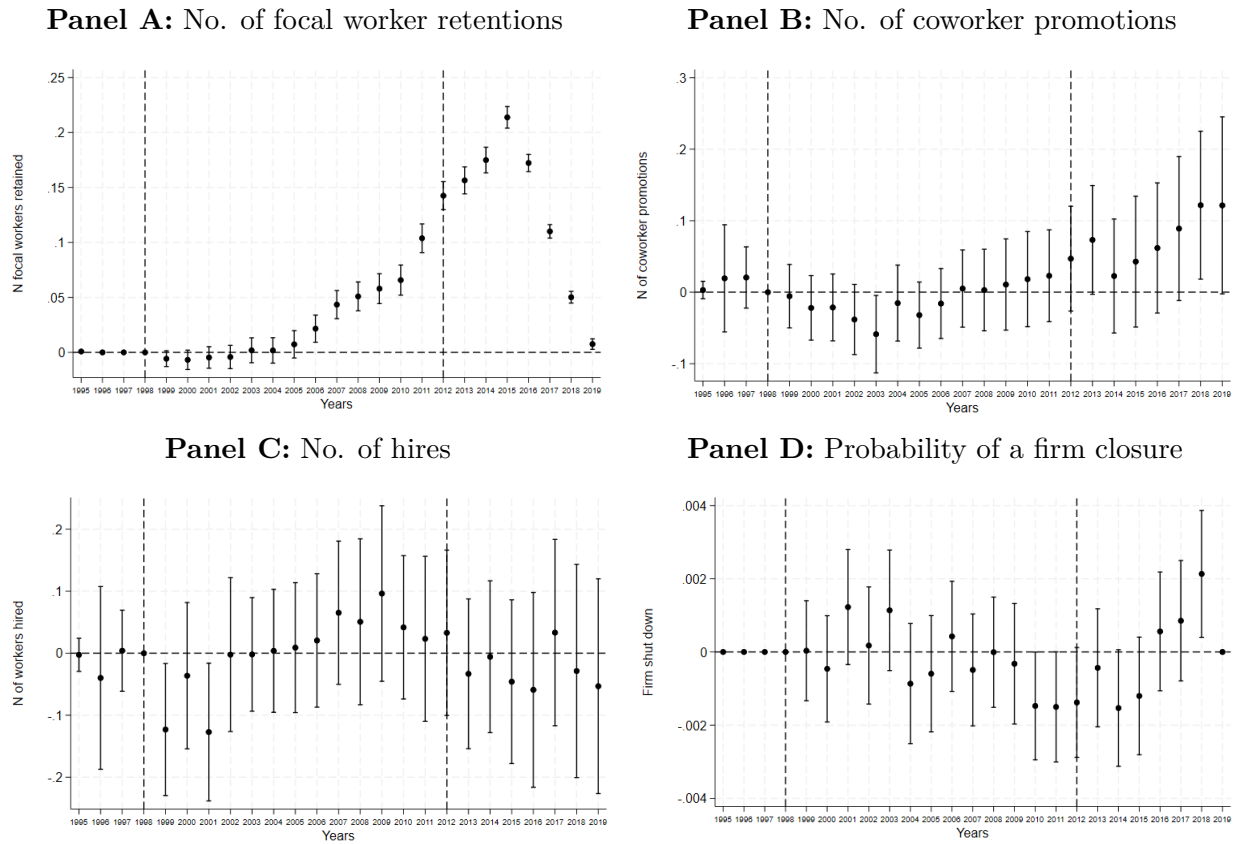 Panel A: No. of focal worker retentions
N focal workers retained
.25
.2
.15
.1
.05
0
1995 1996 1997 1998 1999 2000 2001 2002 2003 2004 2005 2006 2007 2008 2009 2010 2011 2012 2013 2014 2015 2016 2017 2018 2019
Years
Panel B: No. of coworker promotions
N of coworker promotions
.3
.2
.1
0
-.1
1995 1996 1997 1998 1999 2000 2001 2002 2003 2004 2005 2006 2007 2008 2009 2010 2011 2012 2013 2014 2015 2016 2017 2018 2019
Years
Panel C: No. of hires
N of workers hired
.2
.1
0
-.1
-.2
1995 1996 1997 1998 1999 2000 2001 2002 2003 2004 2005 2006 2007 2008 2009 2010 2011 2012 2013 2014 2015 2016 2017 2018 2019
Years
Panel D: Probability of a firm closure
Firm shut down
.004
.002
0
-.002
-.004
1995 1996 1997 1998 1999 2000 2001 2002 2003 2004 2005 2006 2007 2008 2009 2010 2011 2012 2013 2014 2015 2016 2017 2018 2019
Years